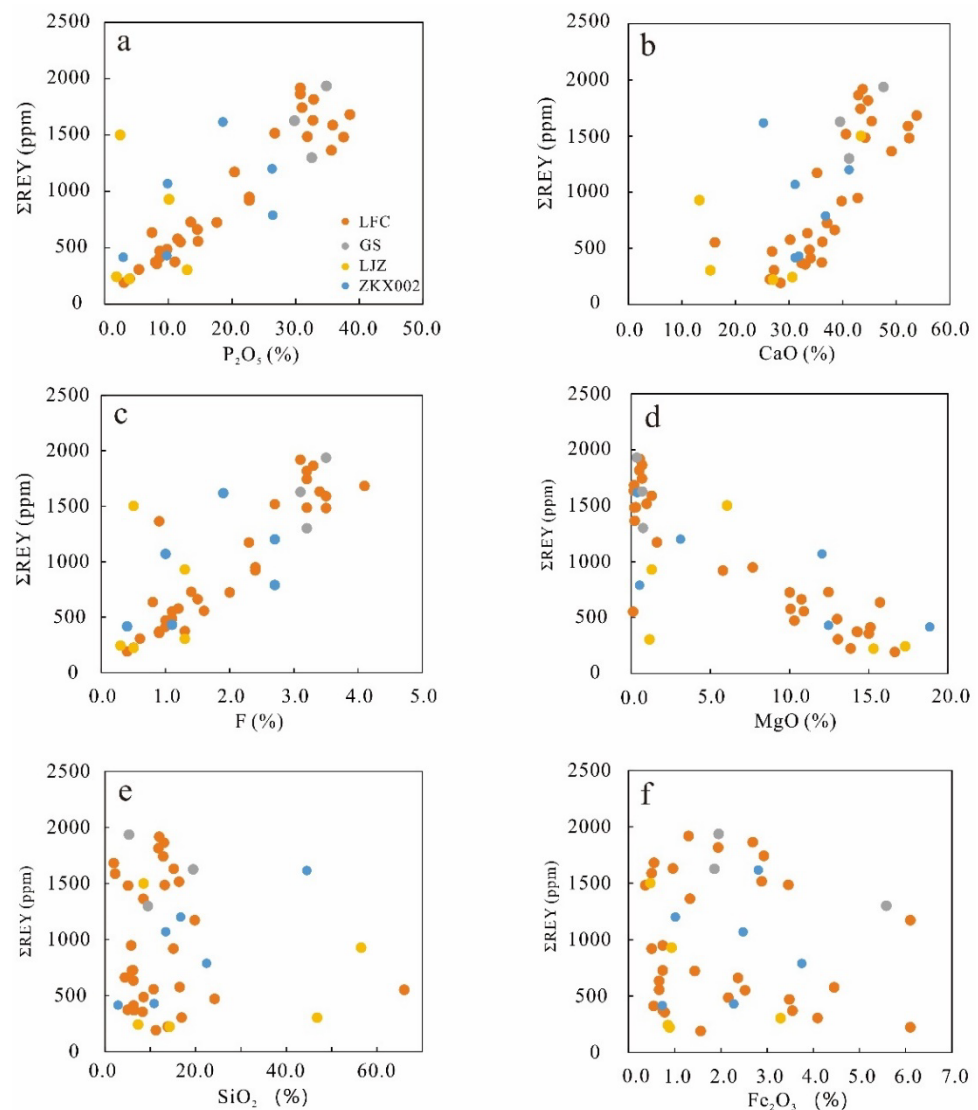 a
2500
2000
1500
1000
500
0
ΣREY (ppm)
LFC
GS
LJZ
ZKX002
0.0 10.0 20.0 30.0 40.0 50.0
P₂O₅ (%)
b
2500
2000
1500
1000
500
0
ΣREY (ppm)
0.0 10.0 20.0 30.0 40.0 50.0 60.0
CaO (%)
c
2500
2000
1500
1000
500
0
ΣREY (ppm)
0.0 1.0 2.0 3.0 4.0 5.0
F (%)
d
2500
2000
1500
1000
500
0
ΣREY (ppm)
0.0 5.0 10.0 15.0 20.0
MgO (%)
e
2500
2000
1500
1000
500
0
ΣREY (ppm)
0.0 20.0 40.0 60.0
SiO₂ (%)
f
2500
2000
1500
1000
500
0
ΣREY (ppm)
0.0 1.0 2.0 3.0 4.0 5.0 6.0 7.0
Fe₂O₃ (%)